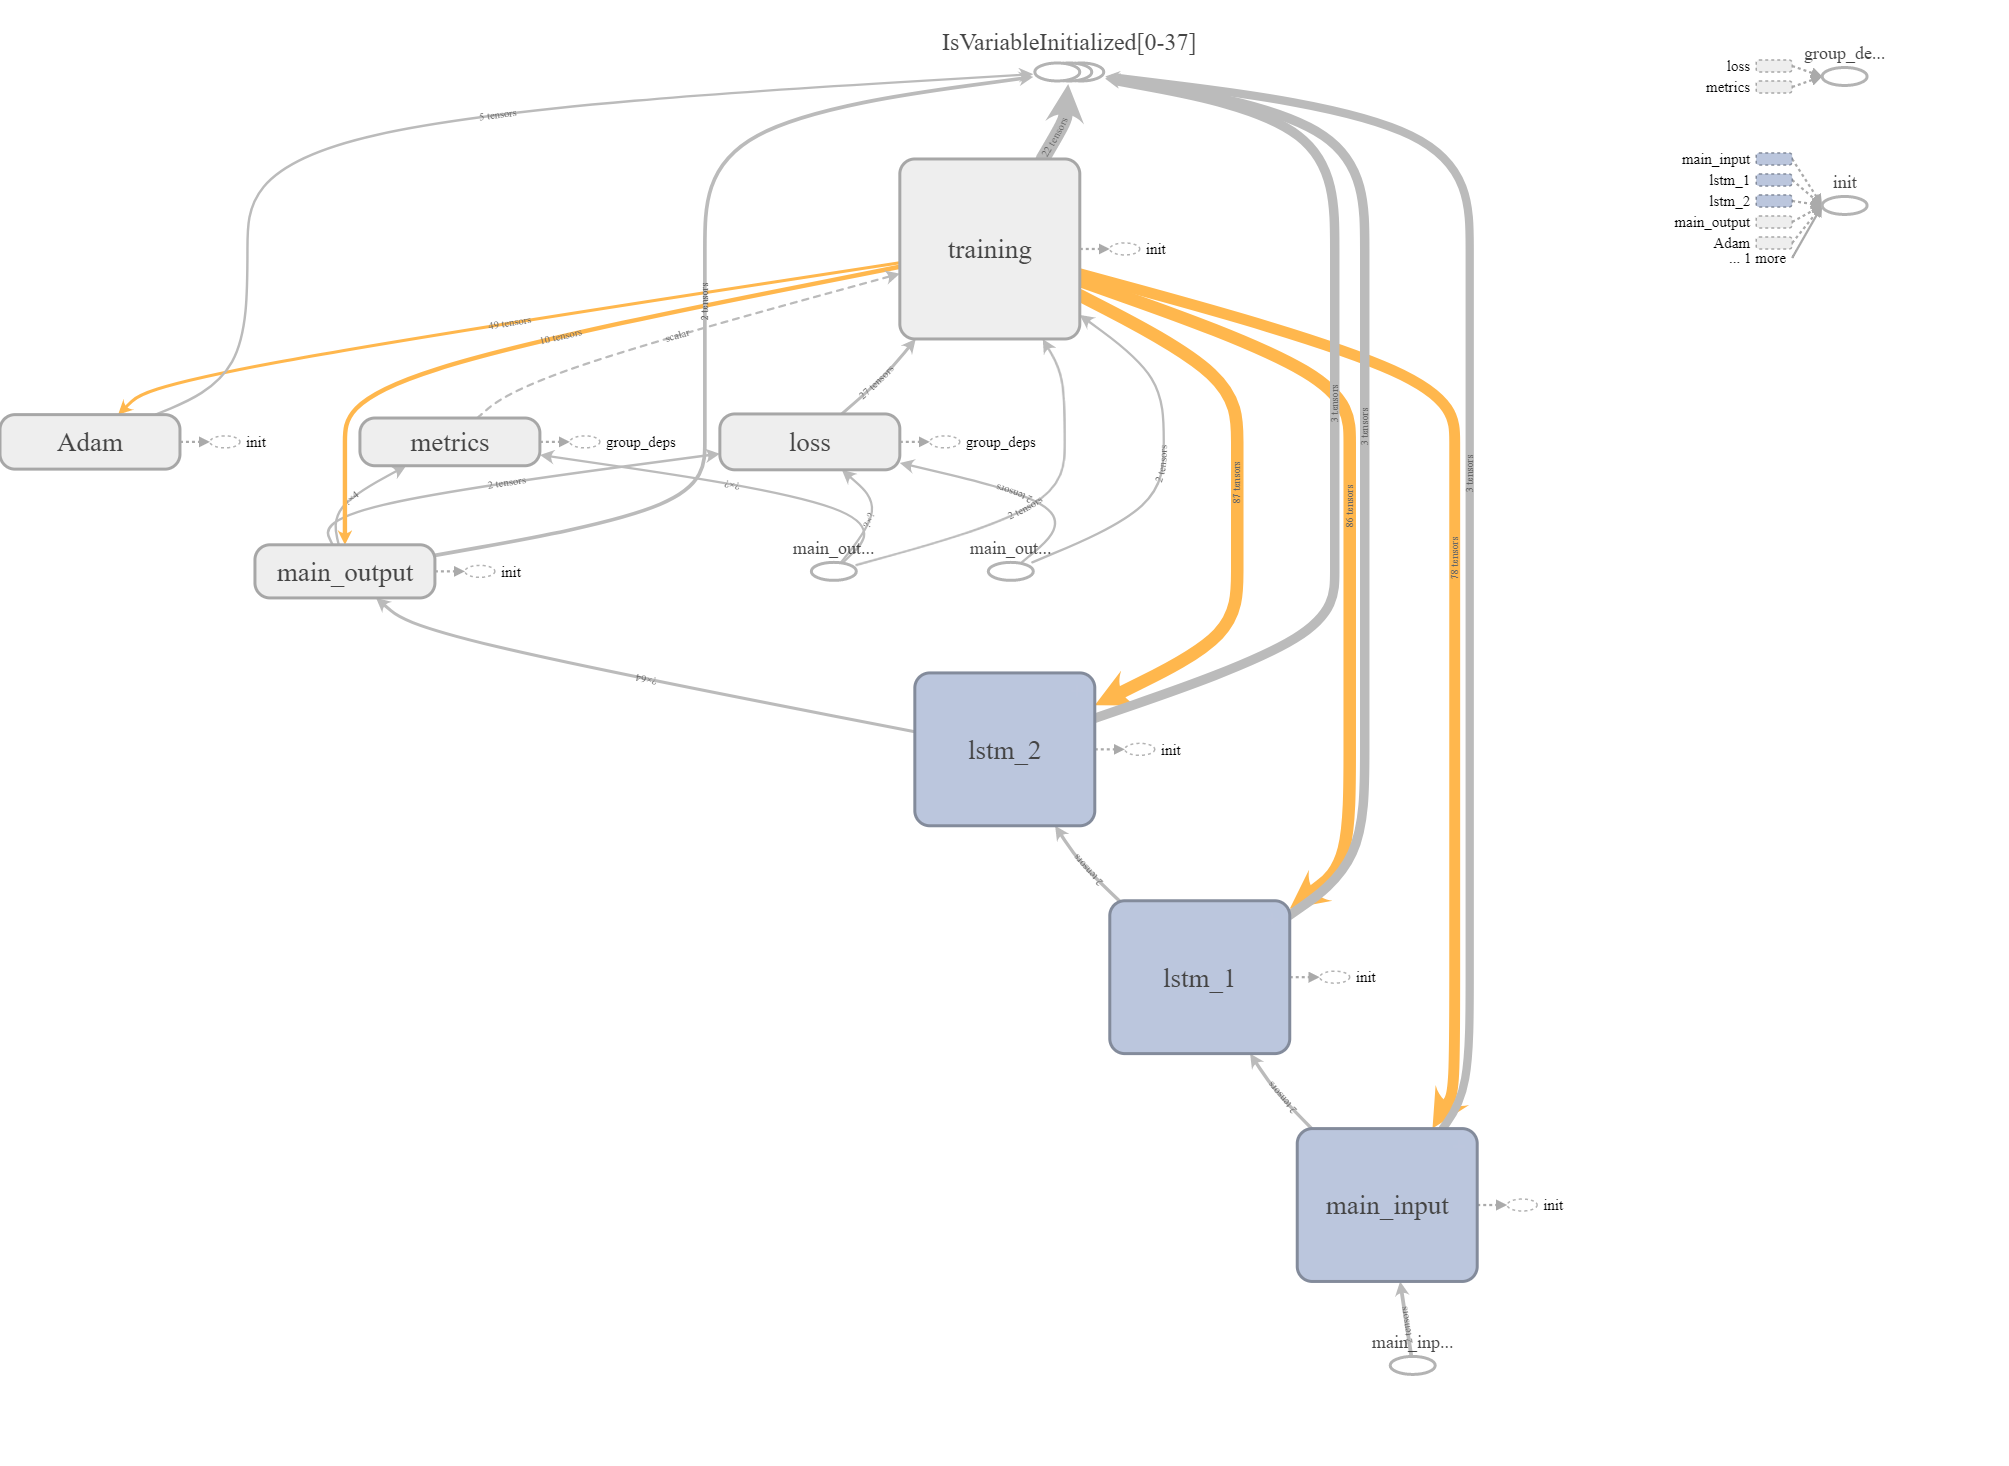 IsVariableInitialized[0-37]
group_de...
loss
metrics
5 tensors
22 tensors
main_input
lstm_1
lstm_2
main_output
Adam
... 1 more
init
training
init
2 tensors
49 tensors
10 tensors
scalar
27 tensors
3 tensors
3 tensors
3 tensors
Adam
init
metrics
group_deps
loss
group_deps
2 tensors
?×?
2 tensors
2 tensors
2 tensors
?×4
?×?
87 tensors
86 tensors
78 tensors
main_out...
main_out...
main_output
init
?×64
lstm_2
init
2 tensors
lstm_1
init
2 tensors
main_input
init
main_inp...